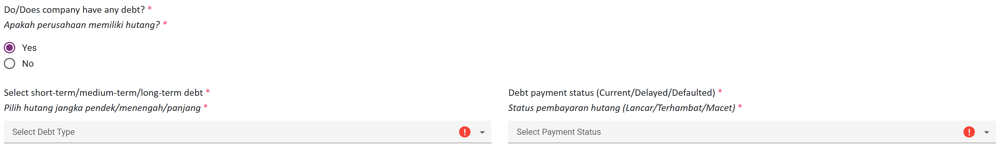 Do/Does company have any debt? *
Apakah perusahaan memiliki hutang? *
Yes
No
Select short-term/medium-term/long-term debt *
Pilih hutang jangka pendek/menengah/panjang *
Select Debt Type
Debt payment status (Current/Delayed/Defaulted) *
Status pembayaran hutang (Lancar/Terhambat/Macet) *
Select Payment Status